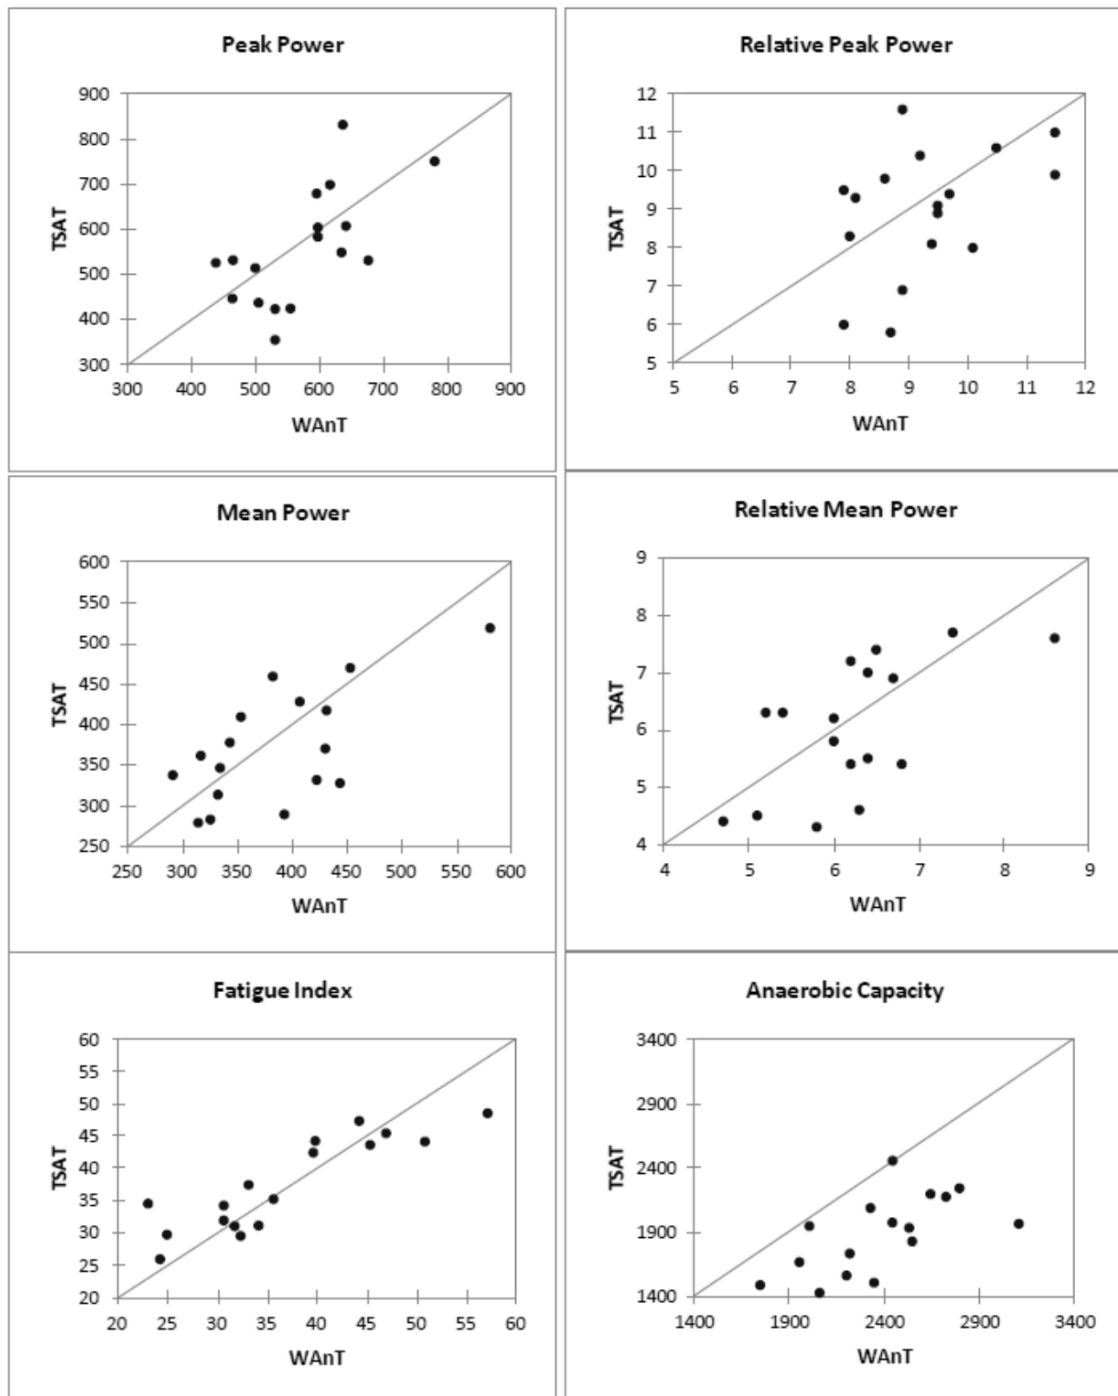 Peak Power
900
800
700
600
500
400
300
TSAT
300 400 500 600 700 800 900
WAnT
Relative Peak Power
12
11
10
9
8
7
6
5
TSAT
5 6 7 8 9 10 11 12
WAnT
Mean Power
600
550
500
450
400
350
300
250
TSAT
250 300 350 400 450 500 550 600
WAnT
Relative Mean Power
9
8
7
6
5
4
TSAT
4 5 6 7 8 9
WAnT
Fatigue Index
60
55
50
45
40
35
30
25
20
TSAT
20 25 30 35 40 45 50 55 60
WAnT
Anaerobic Capacity
3400
2900
2400
1900
1400
TSAT
1400 1900 2400 2900 3400
WAnT